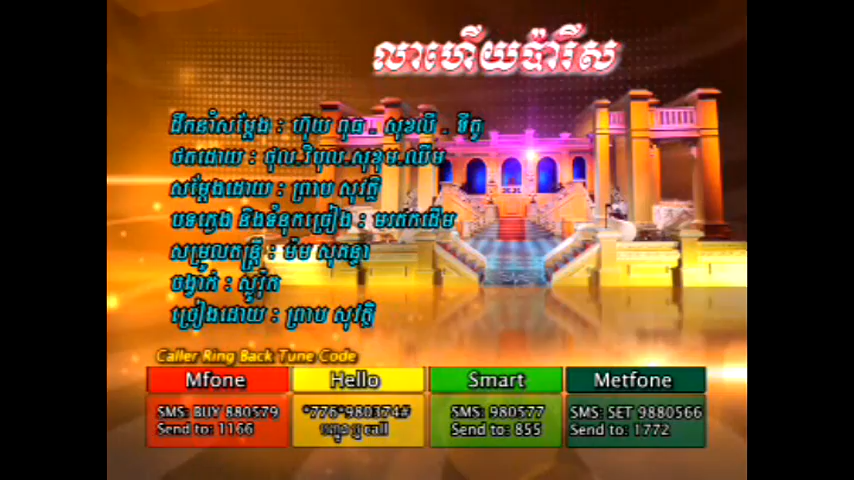 លាហើយប៉ារីស
ដឹកនាំសម្ដែង : ហ៊ុយ ពុធ . សុខលី . ទីតូ
ថតដោយ : ផុល.វិបុល.សុខុម.ឈឹម
សម្ដែងដោយ : ព្រាប សុវត្ថិ
បទភ្លេង និងទំនុកច្រៀង : មរតកដើម
សម្រួលតន្ត្រី : ម៉ម សុគន្ធា
ចង្វាក់ : ស្លូរ៉ក
ច្រៀងដោយ : ព្រាប សុវត្ថិ
Caller Ring Back Tune Code
Mfone Hello Smart Metfone
SMS: BUY 880579 *776*980374# SMS: 980577 SMS: SET 9880566
Send to: 1166 call Send to: 855 Send to: 1772